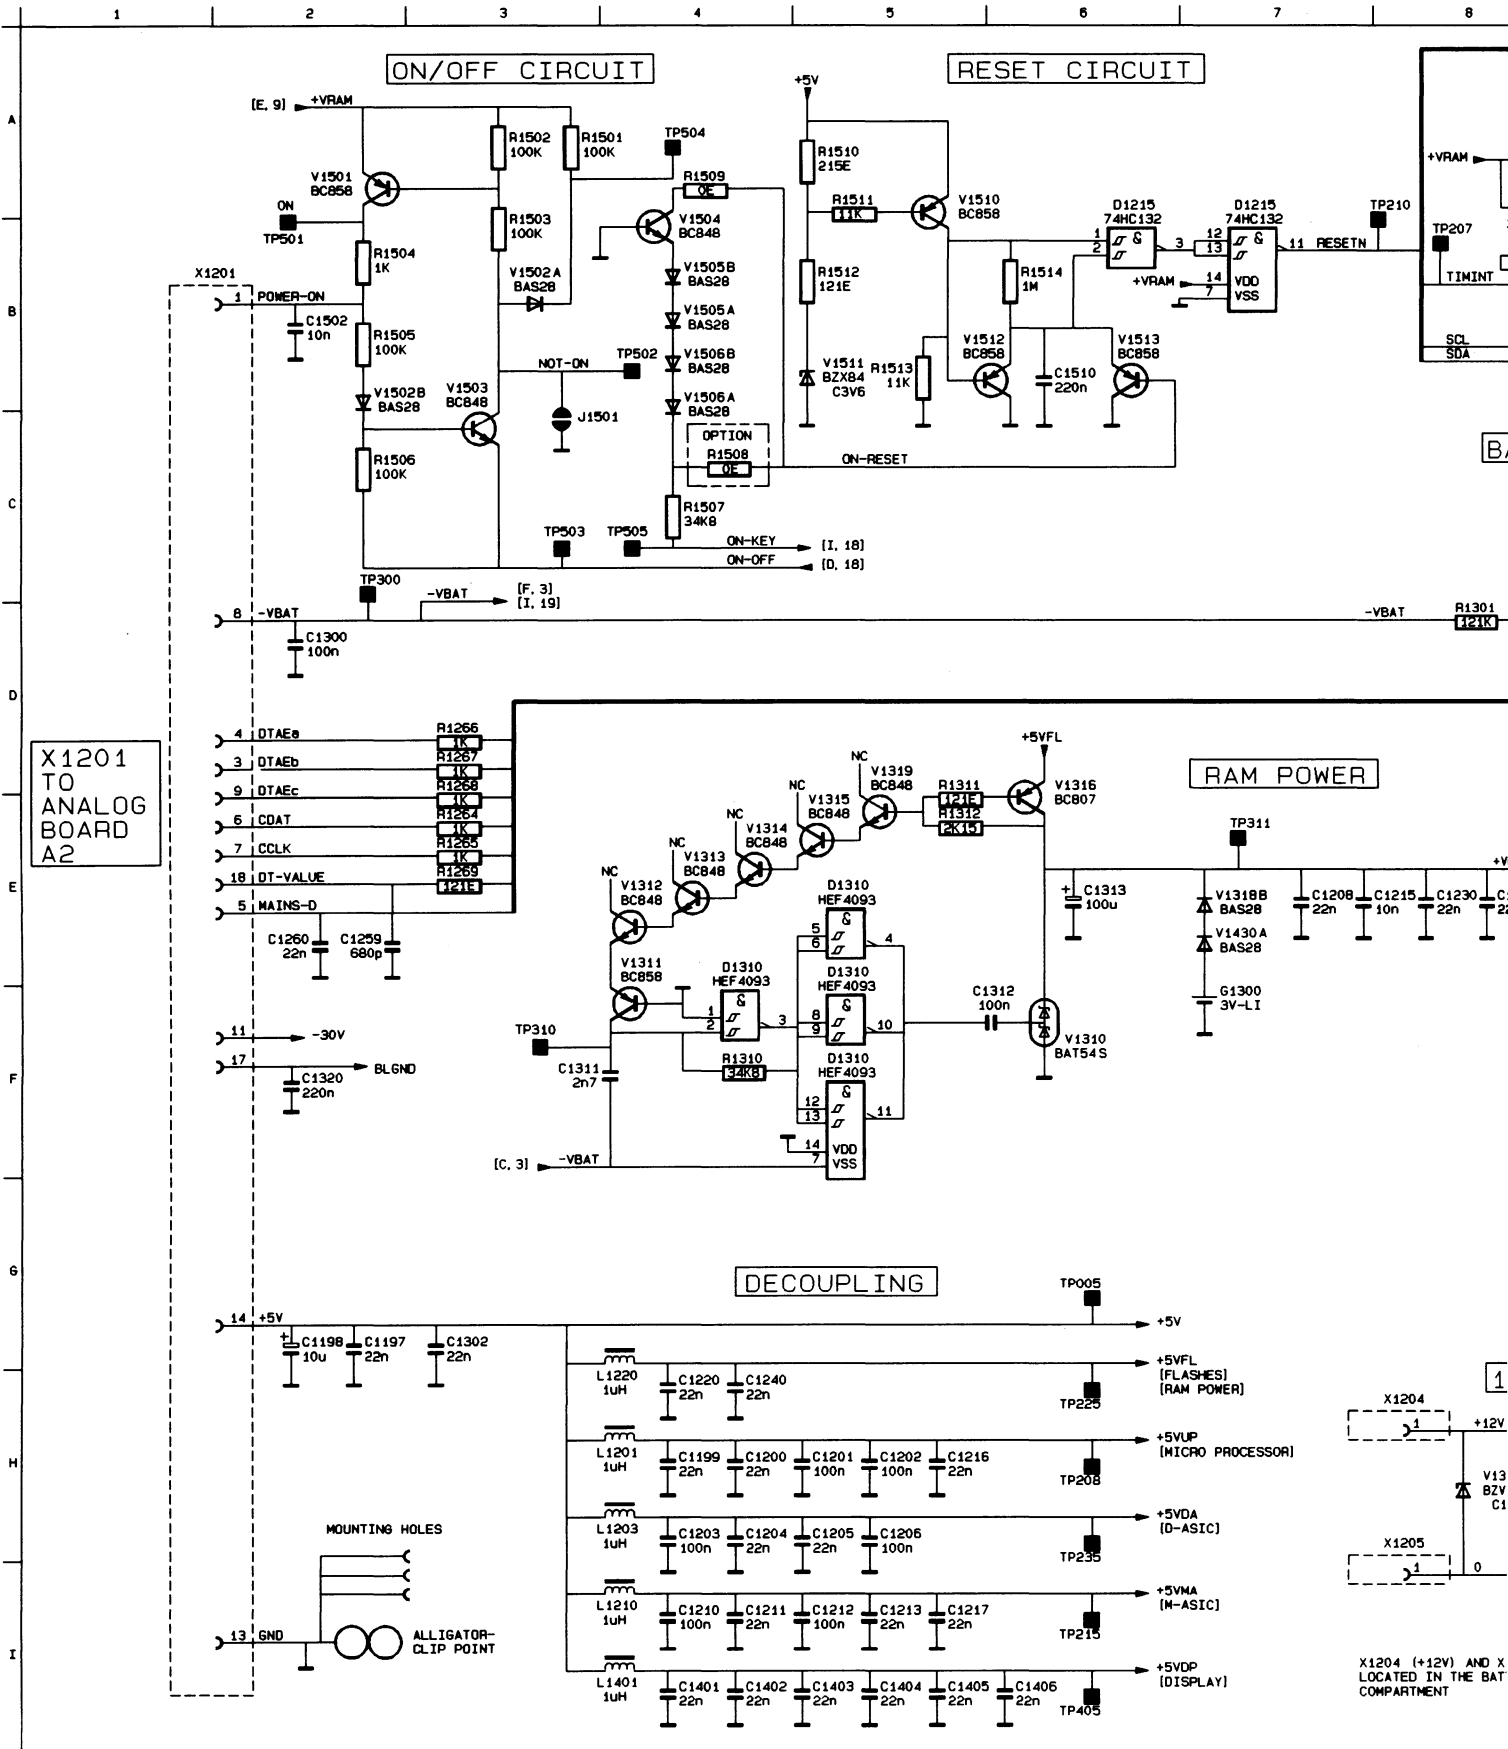 1 2 3 4 5 6 7 8
ON/OFF CIRCUIT
RESET CIRCUIT
A
[E, 9] +VRAM
R1502
100K
R1501
100K
TP504
V1501
BC858
ON
TP501
R1503
100K
R1504
1K
R1509
0E
V1504
BC848
V1502A
BAS28
V1505B
BAS28
V1505A
BAS28
V1506B
BAS28
V1506A
BAS28
X1201
1 POWER-ON
C1502
10n
R1505
100K
V1502B
BAS28
V1503
BC848
NOT-ON
TP502
J1501
R1506
100K
OPTION
R1508
0E
ON-RESET
R1507
34K8
TP503
TP505
ON-KEY
[I, 18]
ON-OFF
[D, 18]
+5V
R1510
215E
R1511
11K
V1510
BC858
R1512
121E
V1511
BZX84
C3V6
R1513
11K
R1514
1M
V1512
BC858
C1510
220n
V1513
BC858
D1215
74HC132
1
2
3
D1215
74HC132
12
13
11
RESETN
+VRAM
14 VDD
7 VSS
TP210
+VRAM
TP207
TIMINT
SCL
SDA
B
C
BA
TP300
-VBAT
[F, 3]
[I, 19]
8 -VBAT
C1300
100n
-VBAT
R1301
121K
D
X1201
TO
ANALOG
BOARD
A2
4 DTAEa
R1266
1K
3 DTAEb
R1267
1K
9 DTAEc
R1268
1K
6 CDAT
R1264
1K
7 CCLK
R1265
1K
18 DT-VALUE
R1269
121E
5 MAINS-D
C1260
22n
C1259
680p
11 -30V
17 BLGND
C1320
220n
RAM POWER
+5VFL
NC
V1319
BC848
R1311
121E
R1312
2K15
V1316
BC807
NC
V1315
BC848
NC
V1314
BC848
NC
V1313
BC848
NC
V1312
BC848
V1311
BC858
TP310
C1311
2n7
D1310
HEF4093
&
1
2
3
R1310
34K8
D1310
HEF4093
&
5
6
4
D1310
HEF4093
&
8
9
10
D1310
HEF4093
&
12
13
11
14 VDD
7 VSS
[C, 3] -VBAT
C1312
100n
V1310
BAT54S
C1313
100u
TP311
V1318B
BAS28
V1430A
BAS28
G1300
3V-LI
C1208
22n
C1215
10n
C1230
22n
E
F
G
DECOUPLING
TP005
14 +5V
C1198
10u
C1197
22n
C1302
22n
+5V
L1220
1uH
C1220
22n
C1240
22n
TP225
+5VFL
[FLASHES]
[RAM POWER]
L1201
1uH
C1199
22n
C1200
22n
C1201
100n
C1202
100n
C1216
22n
TP208
+5VUP
[MICRO PROCESSOR]
H
L1203
1uH
C1203
100n
C1204
22n
C1205
22n
C1206
100n
TP235
+5VDA
[D-ASIC]
L1210
1uH
C1210
100n
C1211
22n
C1212
100n
C1213
22n
C1217
22n
TP215
+5VMA
[M-ASIC]
L1401
1uH
C1401
22n
C1402
22n
C1403
22n
C1404
22n
C1405
22n
C1406
22n
TP405
+5VDP
[DISPLAY]
MOUNTING HOLES
13 GND
ALLIGATOR-
CLIP POINT
I
X1204
1
+12V
V13
BZV
C1
X1205
1
0
X1204 (+12V) AND X
LOCATED IN THE BAT
COMPARTMENT